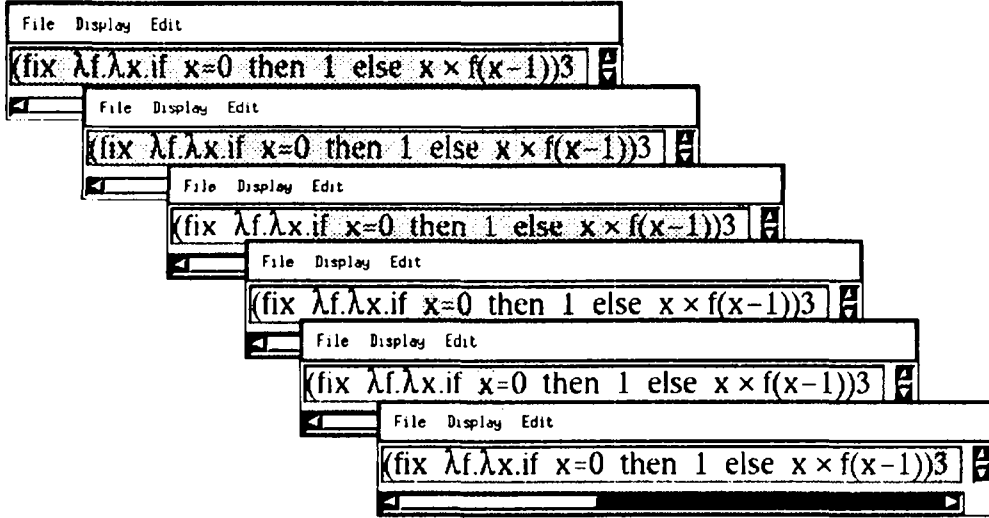 File Display Edit
(fix λf.λx.if x=0 then 1 else x × f(x−1))3
File Display Edit
(fix λf.λx.if x=0 then 1 else x × f(x−1))3
File Display Edit
(fix λf.λx.if x=0 then 1 else x × f(x−1))3
File Display Edit
(fix λf.λx.if x=0 then 1 else x × f(x−1))3
File Display Edit
(fix λf.λx.if x=0 then 1 else x × f(x−1))3
File Display Edit
(fix λf.λx.if x=0 then 1 else x × f(x−1))3